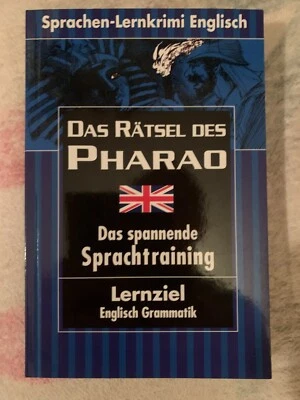 Sprachen-Lernkrimi Englisch
DAS RÄTSEL DES
PHARAO
Das spannende
Sprachtraining
Lernziel
Englisch Grammatik